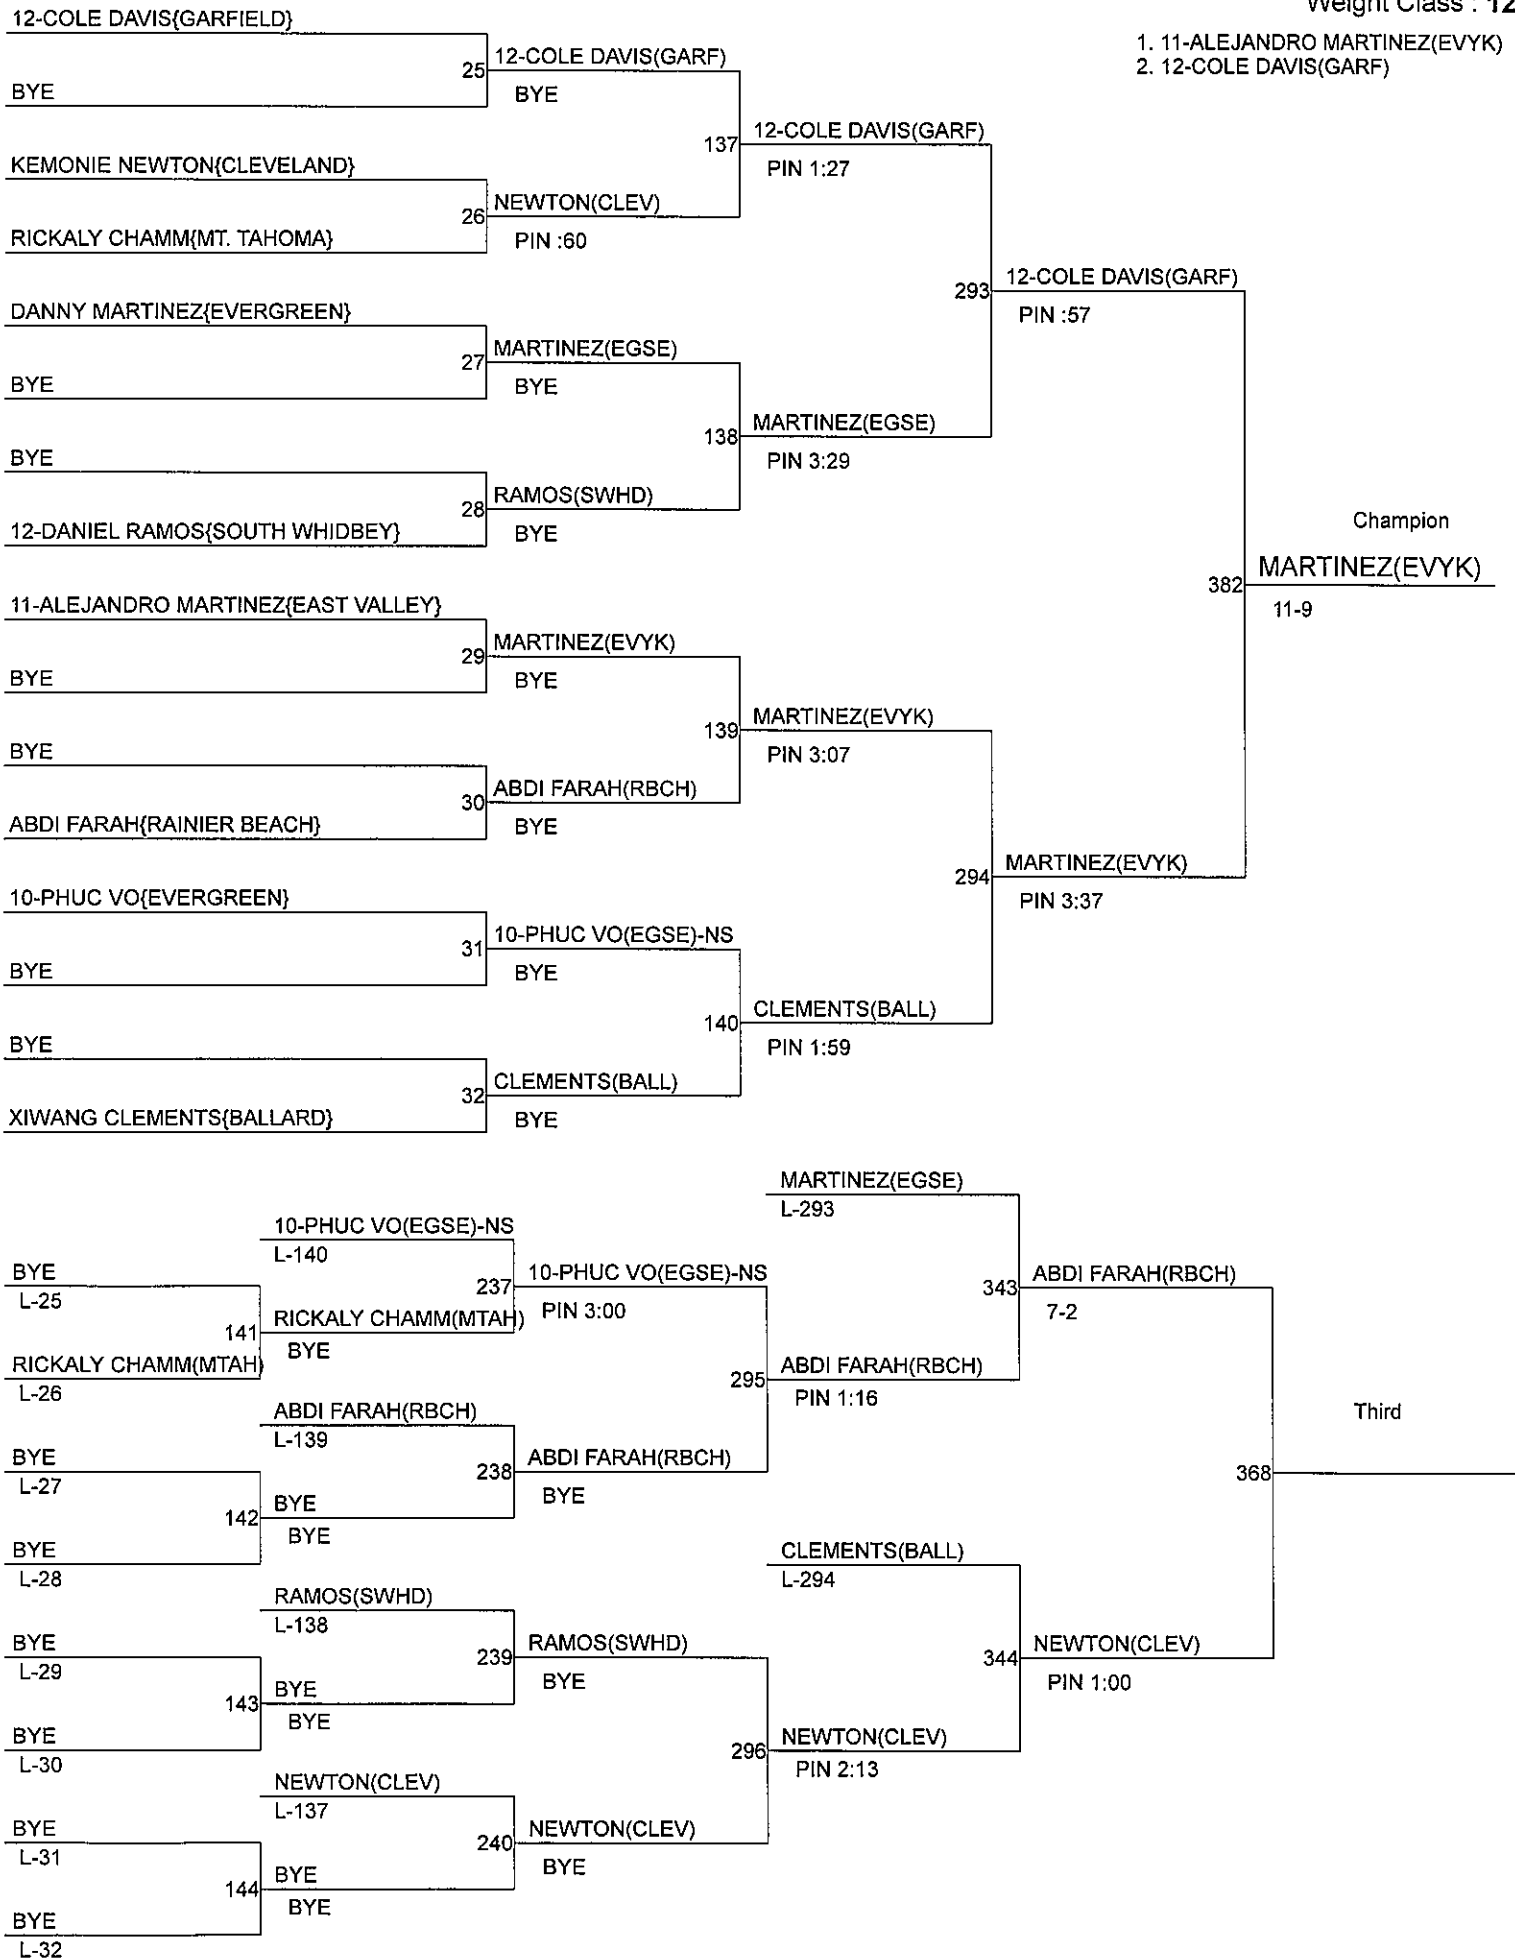 Weight Class : 12
1. 11-ALEJANDRO MARTINEZ(EVYK)
2. 12-COLE DAVIS(GARF)
12-COLE DAVIS{GARFIELD}
25
12-COLE DAVIS(GARF)
BYE
BYE
137
12-COLE DAVIS(GARF)
PIN 1:27
KEMONIE NEWTON{CLEVELAND}
26
NEWTON(CLEV)
PIN :60
RICKALY CHAMM{MT. TAHOMA}
293
12-COLE DAVIS(GARF)
PIN :57
DANNY MARTINEZ{EVERGREEN}
27
MARTINEZ(EGSE)
BYE
BYE
138
MARTINEZ(EGSE)
PIN 3:29
BYE
28
RAMOS(SWHD)
BYE
12-DANIEL RAMOS{SOUTH WHIDBEY}
Champion
382
MARTINEZ(EVYK)
11-9
11-ALEJANDRO MARTINEZ{EAST VALLEY}
29
MARTINEZ(EVYK)
BYE
BYE
139
MARTINEZ(EVYK)
PIN 3:07
BYE
30
ABDI FARAH(RBCH)
BYE
ABDI FARAH{RAINIER BEACH}
294
MARTINEZ(EVYK)
PIN 3:37
10-PHUC VO{EVERGREEN}
31
10-PHUC VO(EGSE)-NS
BYE
BYE
140
CLEMENTS(BALL)
PIN 1:59
BYE
32
CLEMENTS(BALL)
BYE
XIWANG CLEMENTS{BALLARD}
MARTINEZ(EGSE)
L-293
10-PHUC VO(EGSE)-NS
L-140
BYE
L-25
237
10-PHUC VO(EGSE)-NS
PIN 3:00
343
ABDI FARAH(RBCH)
7-2
141
RICKALY CHAMM(MTAH)
BYE
RICKALY CHAMM(MTAH)
L-26
295
ABDI FARAH(RBCH)
PIN 1:16
ABDI FARAH(RBCH)
L-139
Third
BYE
L-27
238
ABDI FARAH(RBCH)
BYE
368
142
BYE
BYE
BYE
L-28
CLEMENTS(BALL)
L-294
RAMOS(SWHD)
L-138
BYE
L-29
239
RAMOS(SWHD)
BYE
344
NEWTON(CLEV)
PIN 1:00
143
BYE
BYE
BYE
L-30
296
NEWTON(CLEV)
PIN 2:13
NEWTON(CLEV)
L-137
BYE
L-31
240
NEWTON(CLEV)
BYE
144
BYE
BYE
BYE
L-32